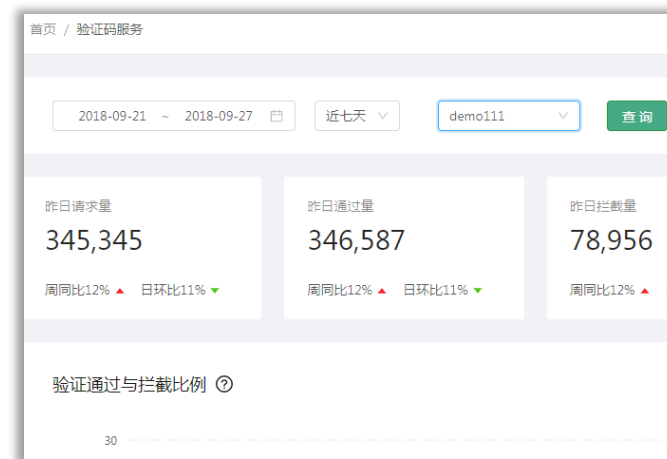 首页 / 验证码服务
2018-09-21 ~ 2018-09-27 近七天 demo111 查询
昨日请求量 昨日通过量 昨日拦截量
345,345 346,587 78,956
周同比12% 日环比11% 周同比12% 日环比11% 周同比12%
验证通过与拦截比例 ?
30